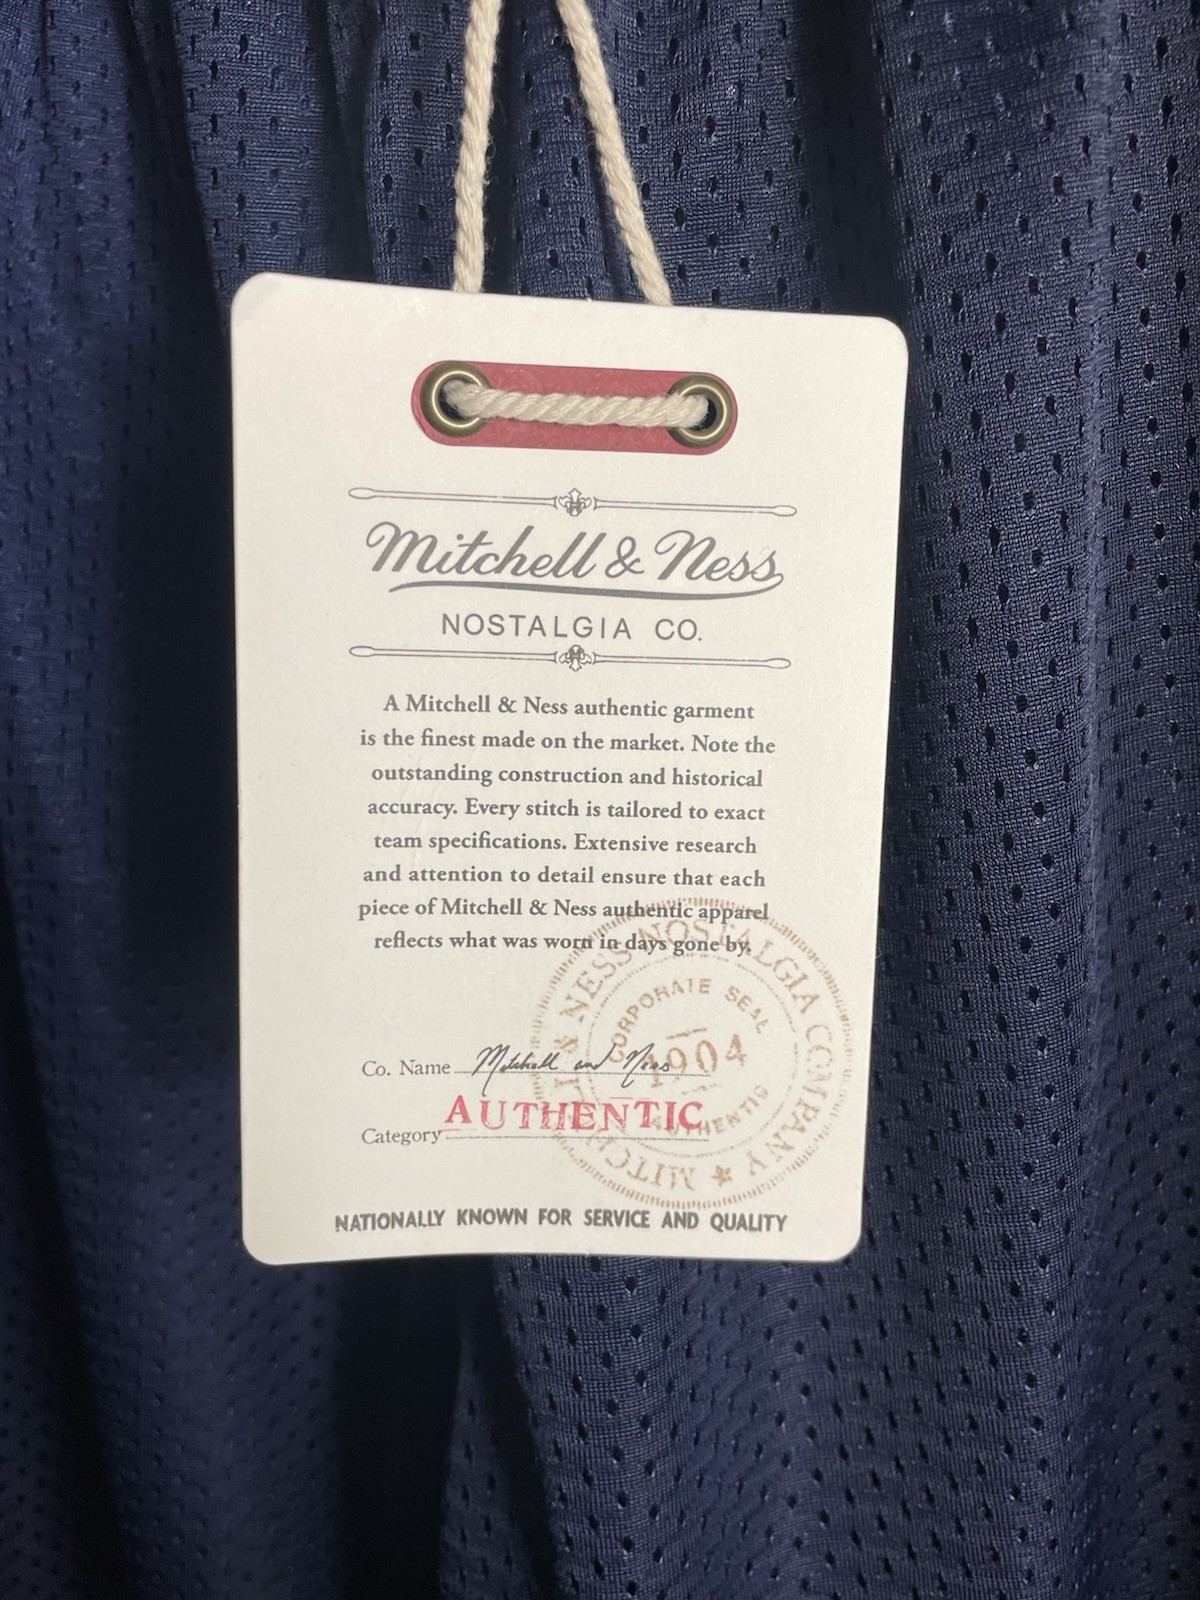 Mitchell & Ness
NOSTALGIA CO.
A Mitchell & Ness authentic garment
is the finest made on the market. Note the
outstanding construction and historical
accuracy. Every stitch is tailored to exact
team specifications. Extensive research
and attention to detail ensure that each
piece of Mitchell & Ness authentic apparel
reflects what was worn in days gone by.
MITCHELL & NESS NOSTALGIA COMPANY
CORPORATE SEAL
1904
AUTHENTIC
Co. Name Mitchell and Ness
Category AUTHENTIC
NATIONALLY KNOWN FOR SERVICE AND QUALITY